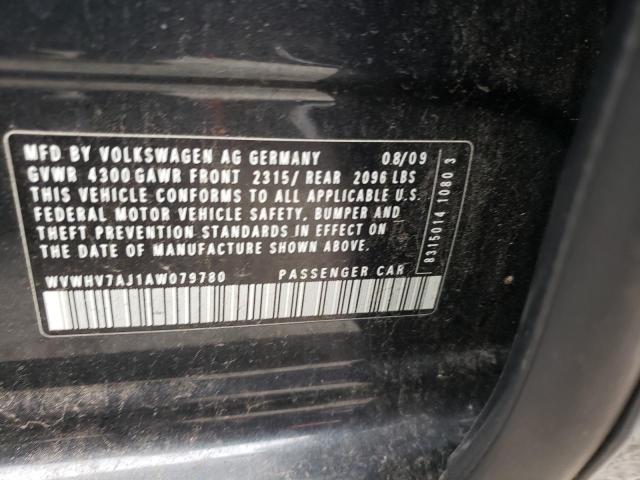 MFD BY VOLKSWAGEN AG GERMANY 08/09
GVWR 4300 GAWR FRONT 2315/ REAR 2096 LBS
THIS VEHICLE CONFORMS TO ALL APPLICABLE U.S.
FEDERAL MOTOR VEHICLE SAFETY, BUMPER AND
THEFT PREVENTION STANDARDS IN EFFECT ON
THE DATE OF MANUFACTURE SHOWN ABOVE.
WVWHV7AJ1AW079780 PASSENGER CAR
8315014 1080 3